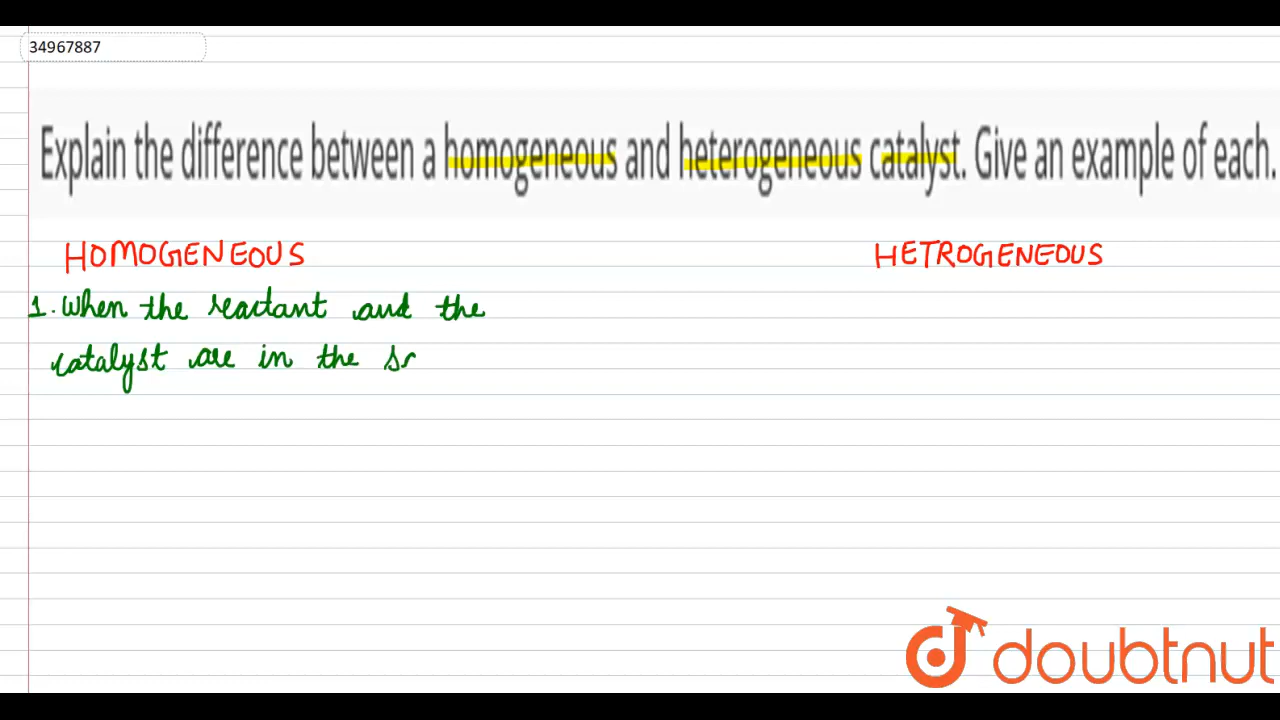 34967887
Explain the difference between a homogeneous and heterogeneous catalyst. Give an example of each.
HOMOGENEOUS HETROGENEOUS
1. When the reactant and the
catalyst are in the
doubtnut